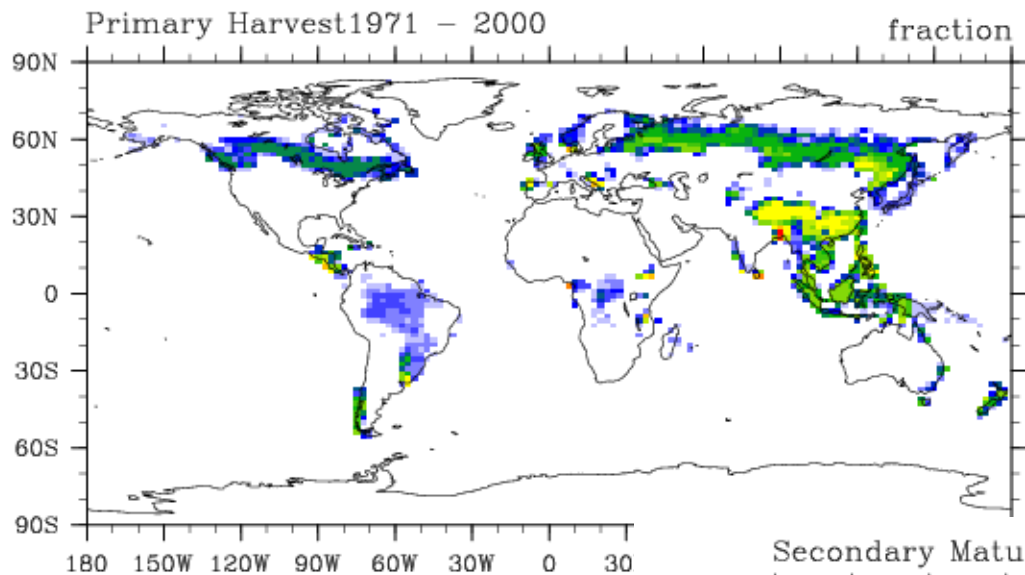 Primary Harvest1971 – 2000 fraction
90N
60N
30N
0
30S
60S
90S
180 150W 120W 90W 60W 30W 0 30
Secondary Matu